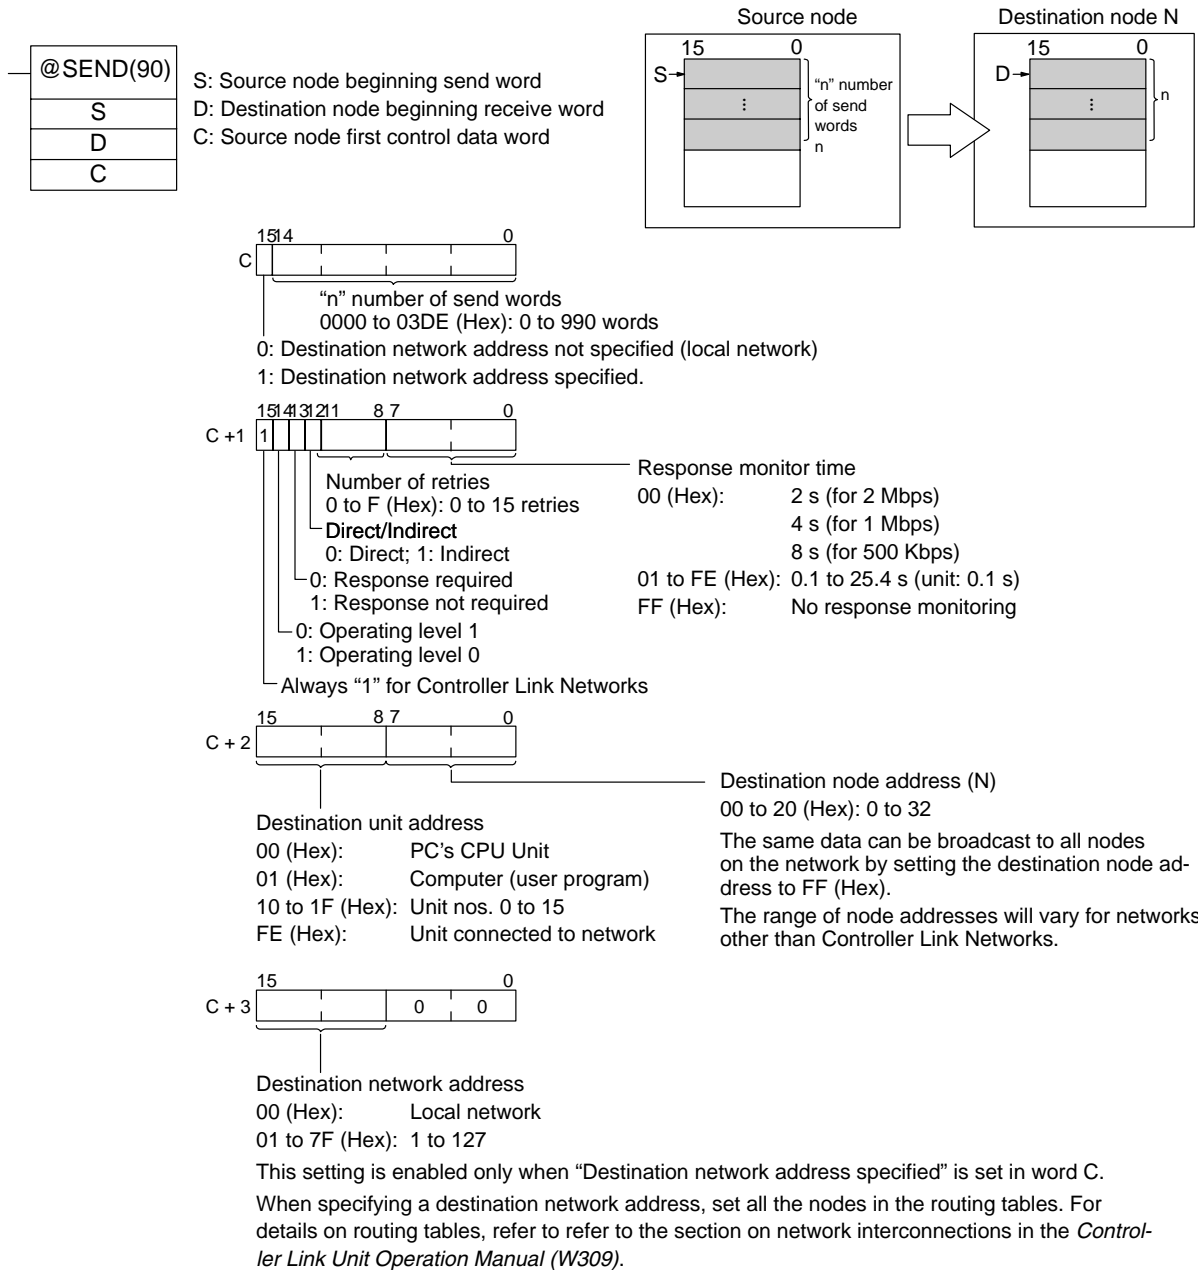 Source node
Destination node N
@SEND(90)
S
D
C
S: Source node beginning send word
D: Destination node beginning receive word
C: Source node first control data word
15 0
S
“n” number
of send
words
n
15 0
D
n
15 14 0
C
“n” number of send words
0000 to 03DE (Hex): 0 to 990 words
0: Destination network address not specified (local network)
1: Destination network address specified.
15 14 13 12 11 8 7 0
C +1 1
Number of retries
0 to F (Hex): 0 to 15 retries
Direct/Indirect
0: Direct; 1: Indirect
0: Response required
1: Response not required
0: Operating level 1
1: Operating level 0
Always “1” for Controller Link Networks
Response monitor time
00 (Hex): 2 s (for 2 Mbps)
4 s (for 1 Mbps)
8 s (for 500 Kbps)
01 to FE (Hex): 0.1 to 25.4 s (unit: 0.1 s)
FF (Hex): No response monitoring
15 8 7 0
C + 2
Destination unit address
00 (Hex): PC’s CPU Unit
01 (Hex): Computer (user program)
10 to 1F (Hex): Unit nos. 0 to 15
FE (Hex): Unit connected to network
Destination node address (N)
00 to 20 (Hex): 0 to 32
The same data can be broadcast to all nodes
on the network by setting the destination node ad-
dress to FF (Hex).
The range of node addresses will vary for networks
other than Controller Link Networks.
15 0
C + 3 0 0
Destination network address
00 (Hex): Local network
01 to 7F (Hex): 1 to 127
This setting is enabled only when “Destination network address specified” is set in word C.
When specifying a destination network address, set all the nodes in the routing tables. For
details on routing tables, refer to refer to the section on network interconnections in the Control-
ler Link Unit Operation Manual (W309).